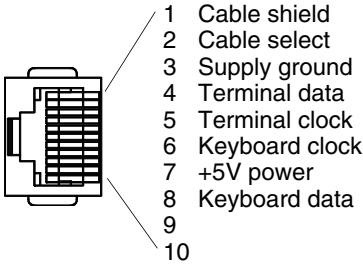 1 Cable shield
2 Cable select
3 Supply ground
4 Terminal data
5 Terminal clock
6 Keyboard clock
7 +5V power
8 Keyboard data
9
10